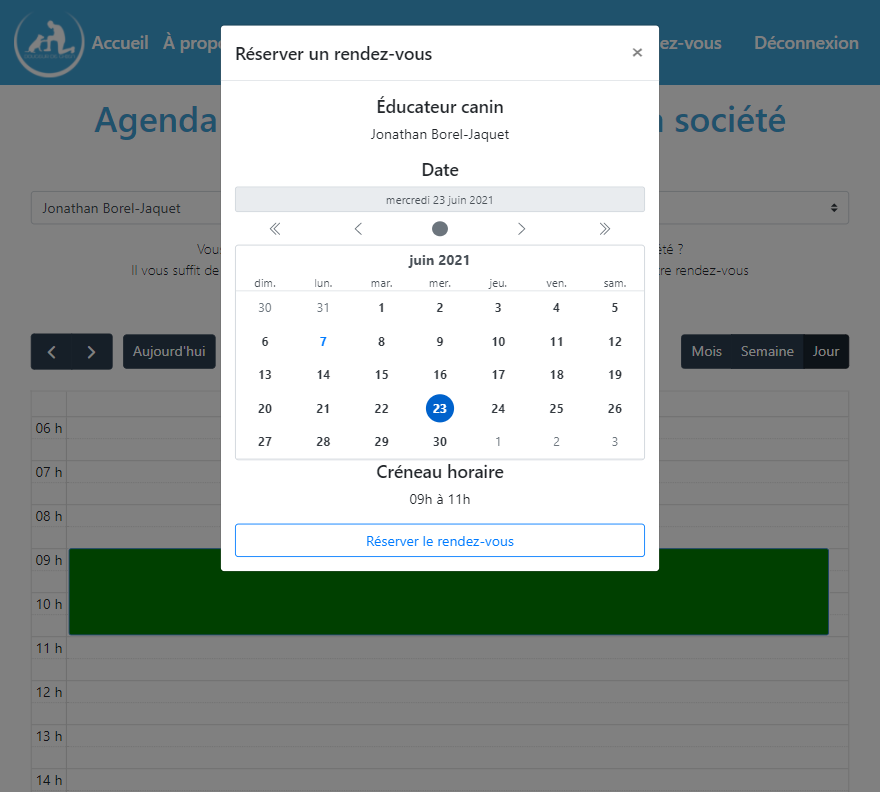 Accueil À prop
ez-vous Déconnexion
Réserver un rendez-vous ×
Agenda
société
Éducateur canin
Jonathan Borel-Jaquet
Date
mercredi 23 juin 2021
Jonathan Borel-Jaquet
Vous
été ?
Il vous suffit de
tre rendez-vous
juin 2021
dim. lun. mar. mer. jeu. ven. sam.
30 31 1 2 3 4 5
6 7 8 9 10 11 12
13 14 15 16 17 18 19
20 21 22 23 24 25 26
27 28 29 30 1 2 3
Créneau horaire
09h à 11h
Réserver le rendez-vous
Aujourd'hui
Mois Semaine Jour
06 h
07 h
08 h
09 h
10 h
11 h
12 h
13 h
14 h